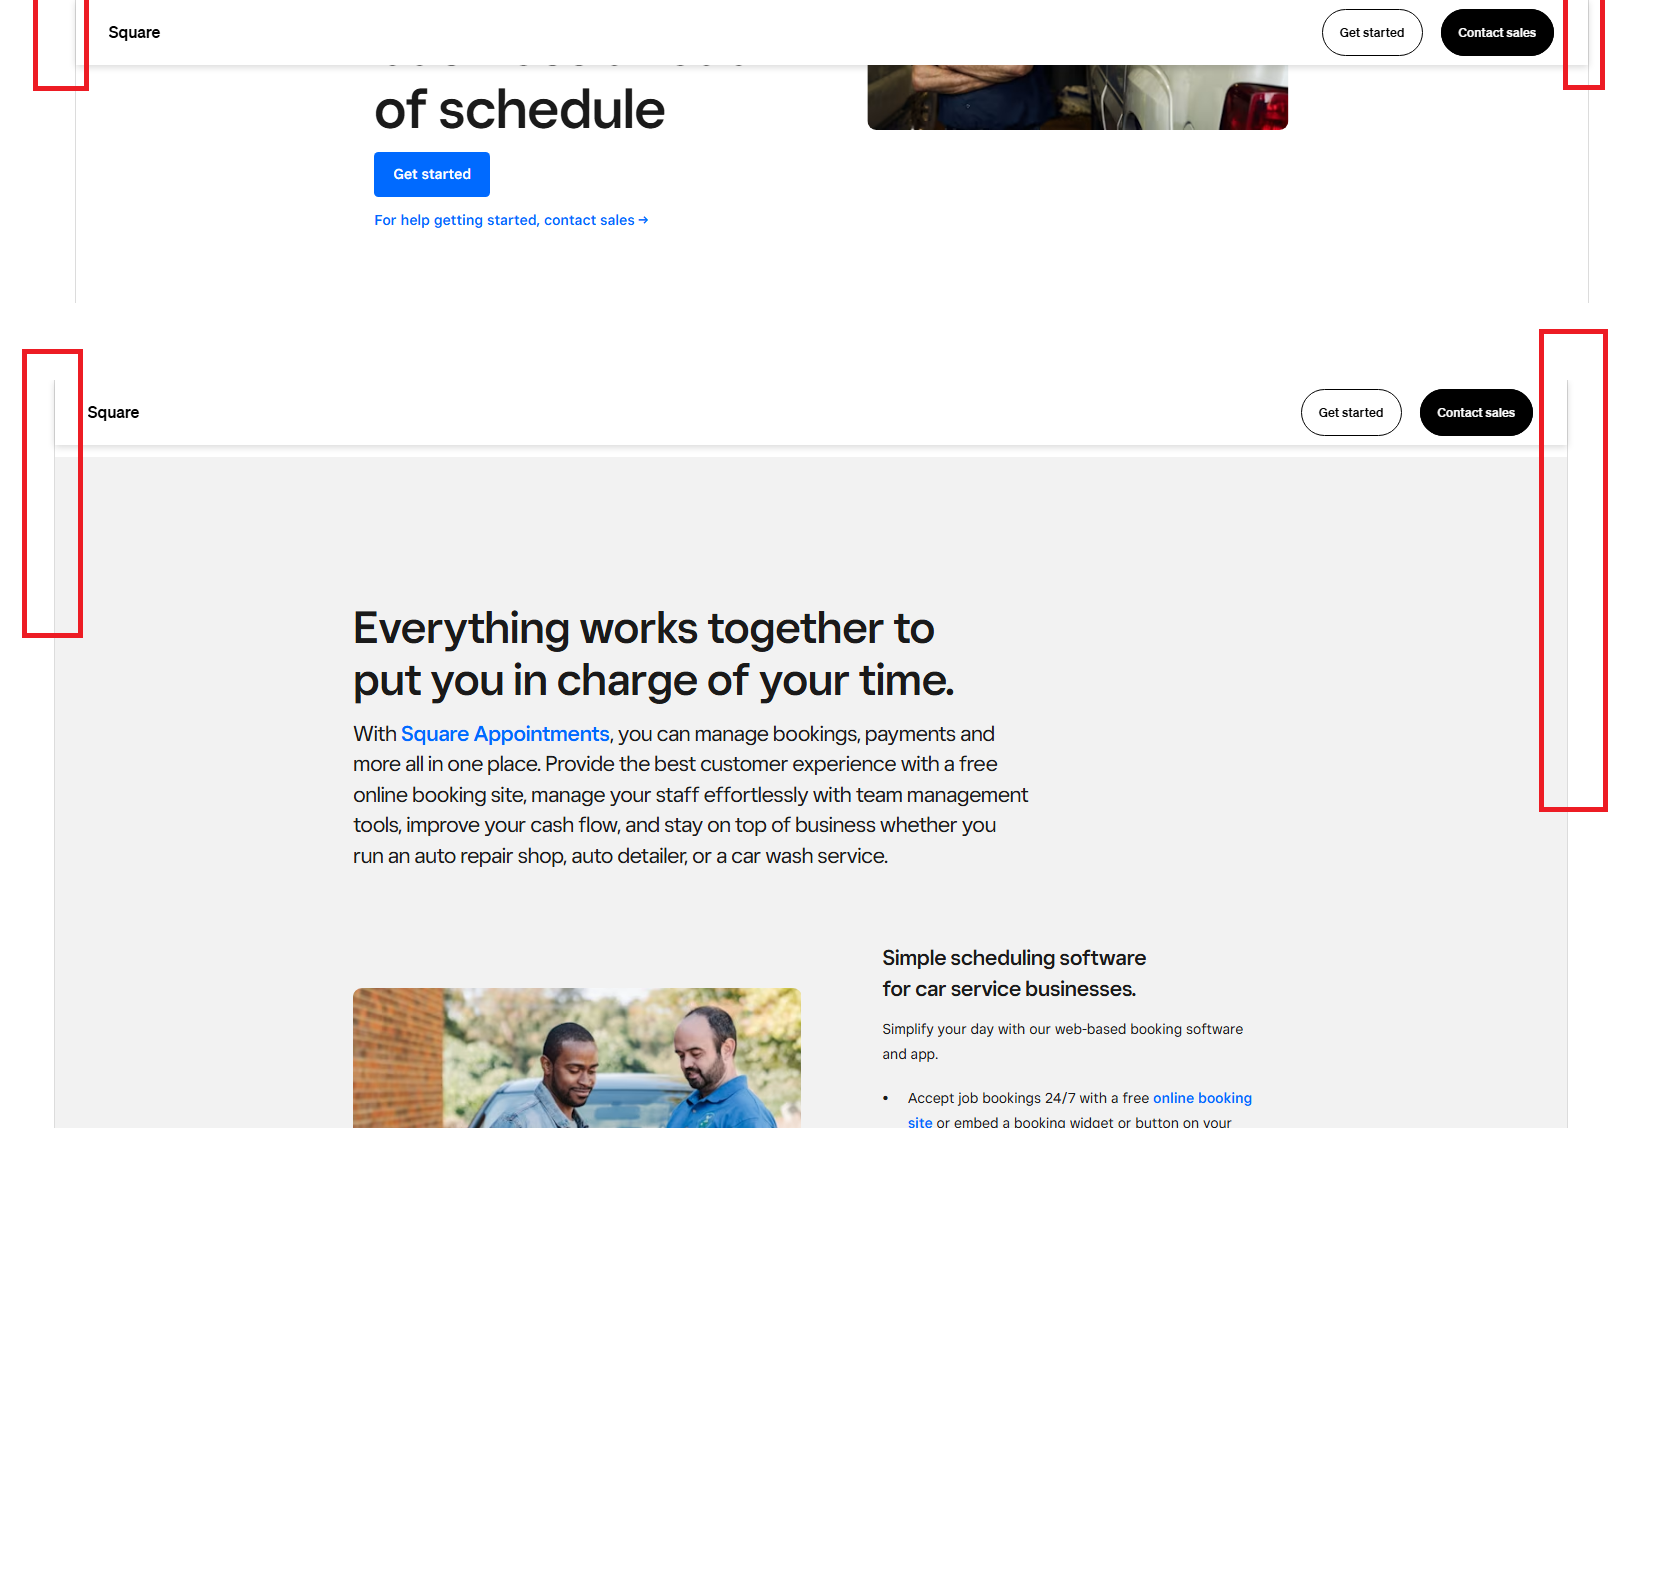 Square
Get started
Contact sales
of schedule
Get started
For help getting started, contact sales →
Square
Get started
Contact sales
Everything works together to
put you in charge of your time.
With Square Appointments, you can manage bookings, payments and
more all in one place. Provide the best customer experience with a free
online booking site, manage your staff effortlessly with team management
tools, improve your cash flow, and stay on top of business whether you
run an auto repair shop, auto detailer, or a car wash service.
Simple scheduling software
for car service businesses.
Simplify your day with our web-based booking software
and app.
• Accept job bookings 24/7 with a free online booking
site or embed a booking widget or button on your